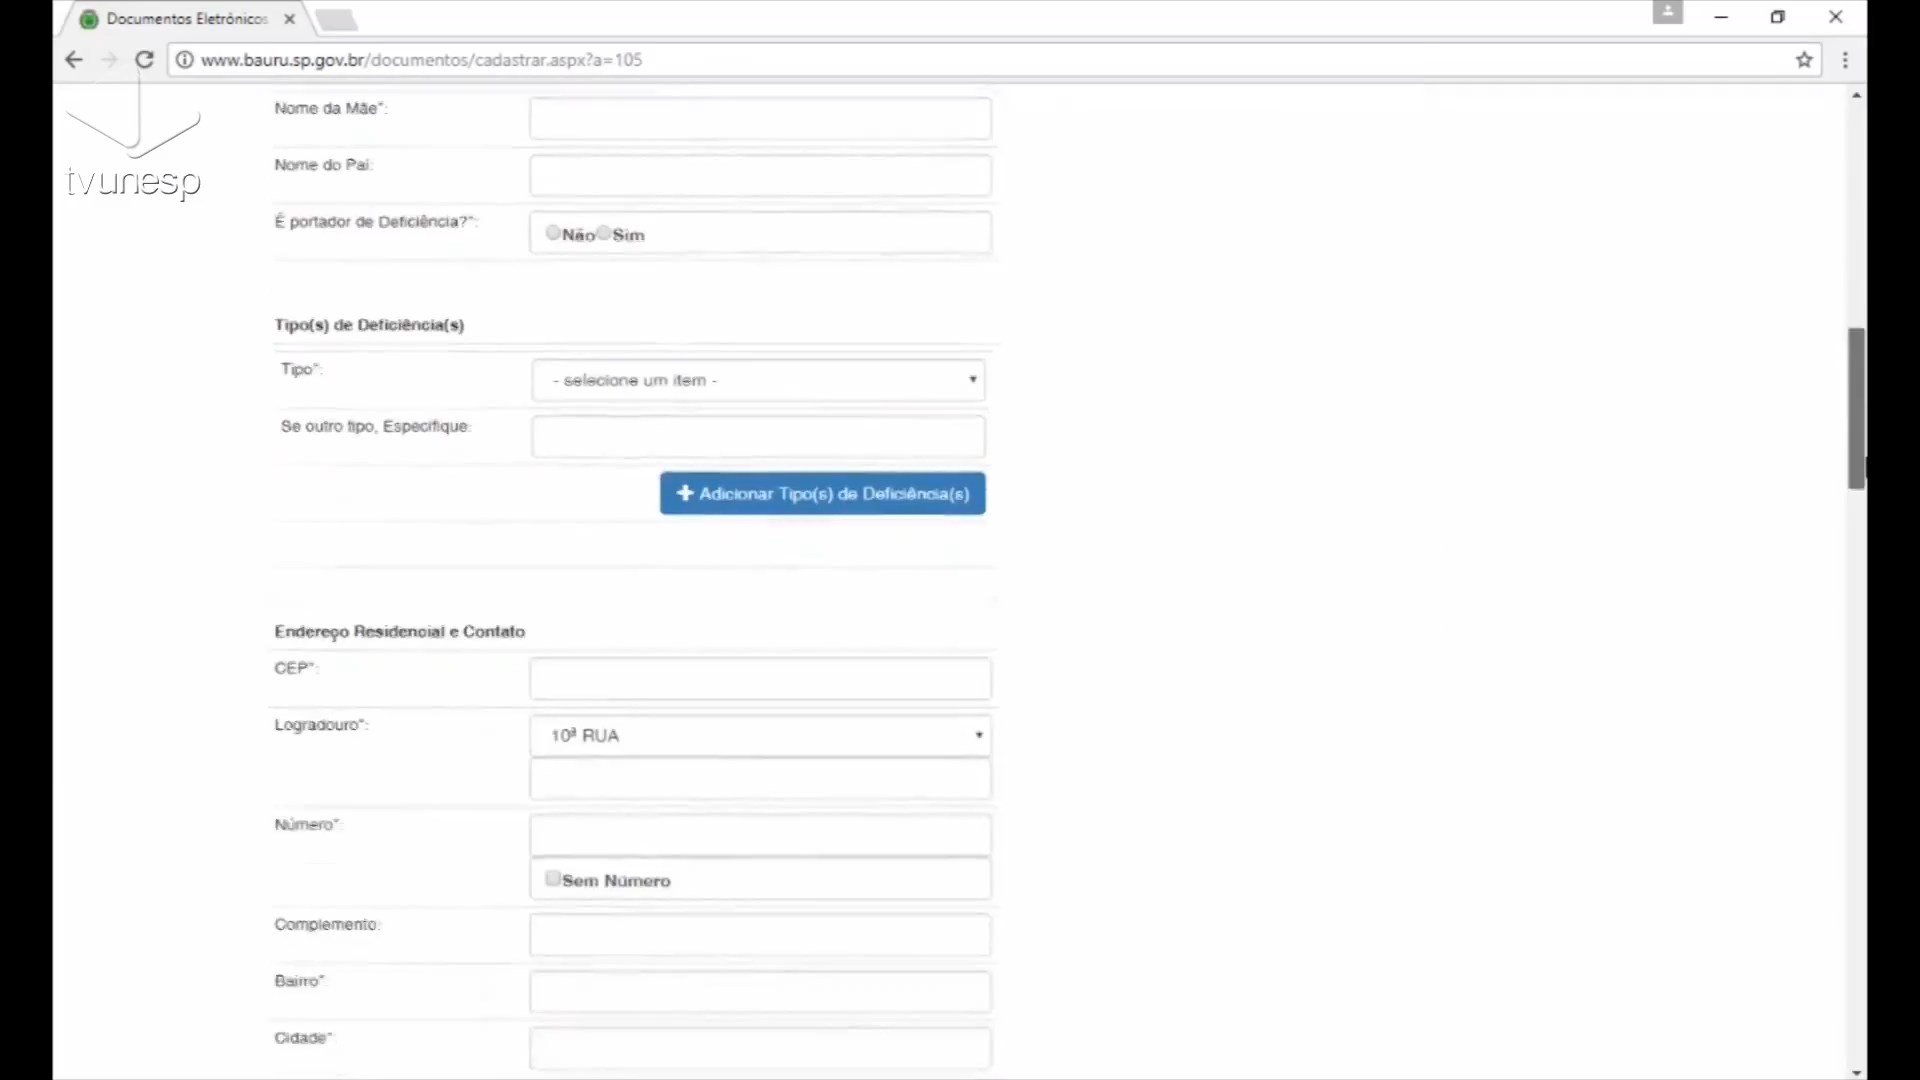 Documentos Eletrônicos
www.bauru.sp.gov.br/documentos/cadastrar.aspx?a=105
tvunesp
Nome da Mãe*:
Nome do Pai:
É portador de Deficiência?*:
Não Sim
Tipo(s) de Deficiência(s)
Tipo*:
- selecione um item -
Se outro tipo, Especifique:
+ Adicionar Tipo(s) de Deficiência(s)
Endereço Residencial e Contato
CEP*:
Logradouro*:
10ª RUA
Número*:
Sem Número
Complemento:
Bairro*
Cidade*